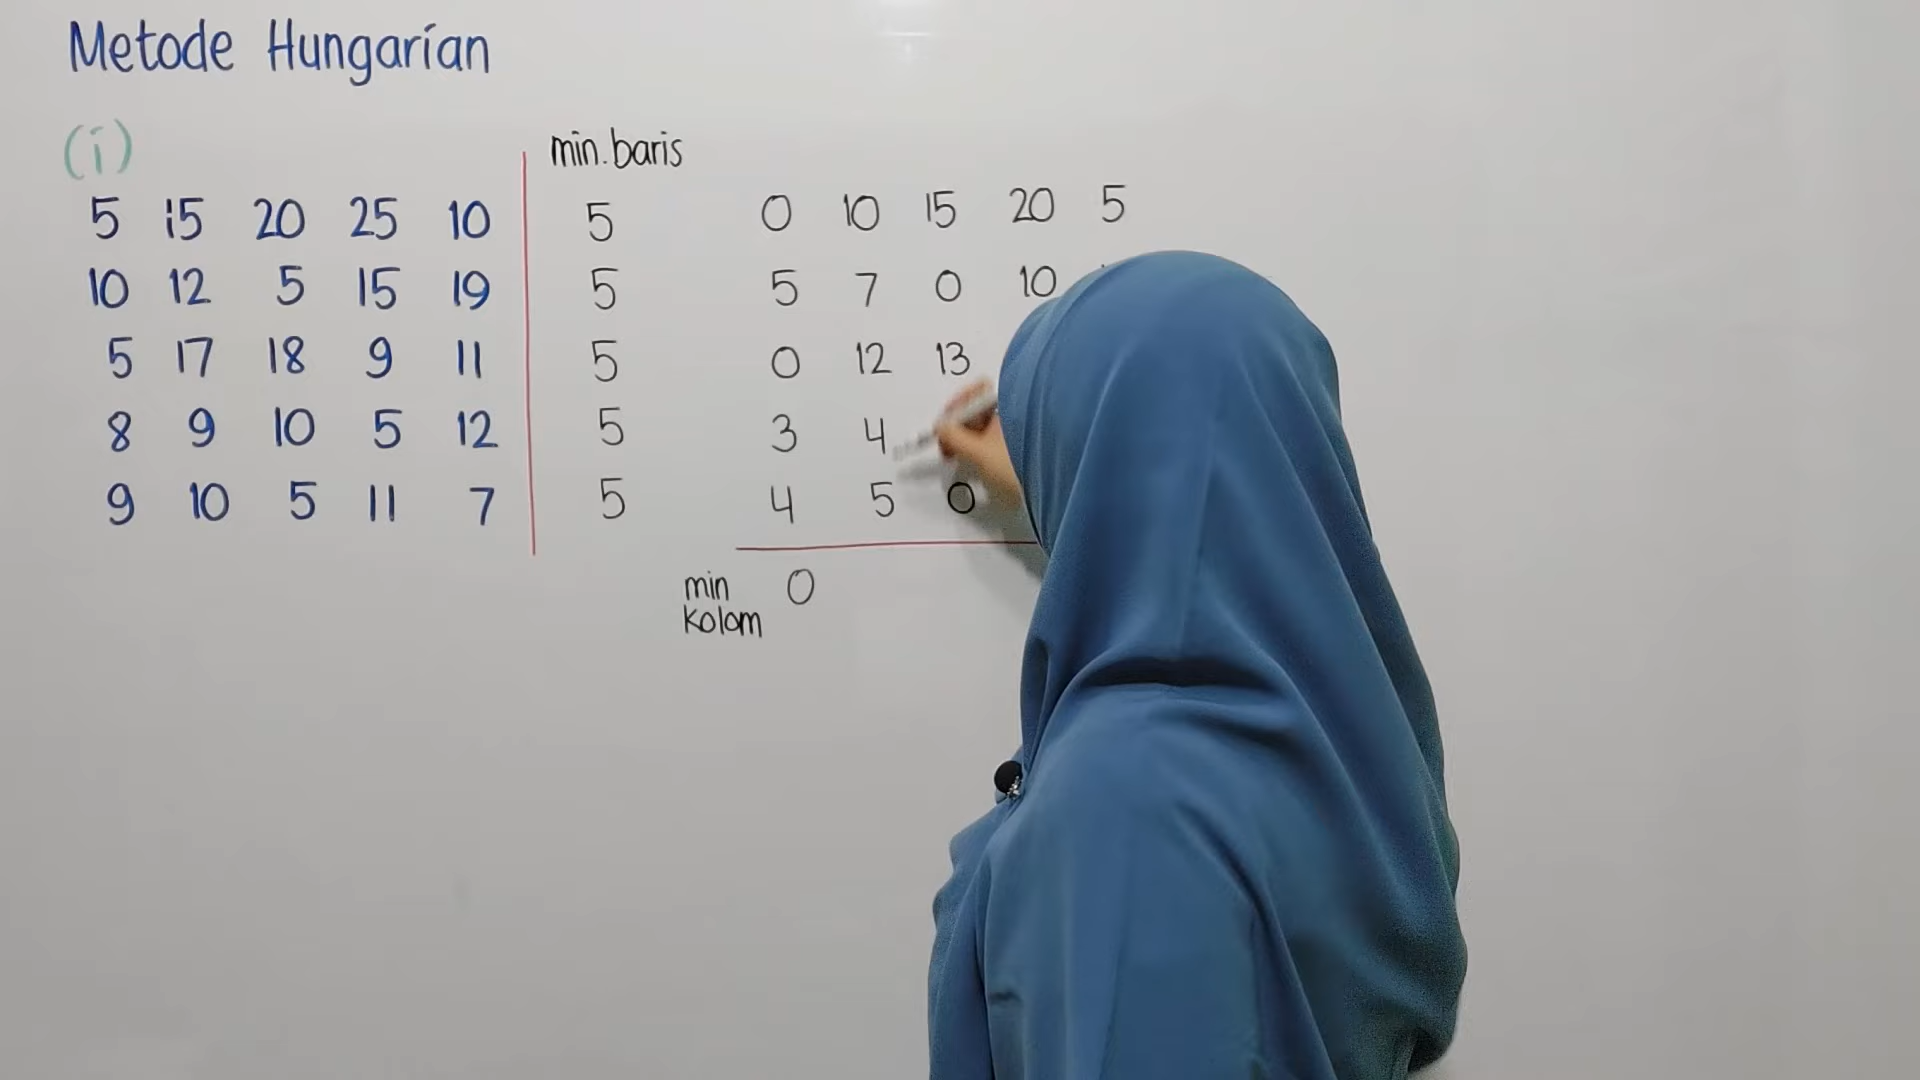 Metode Hungarian
(i)
min.baris
5 15 20 25 10 5 0 10 15 20 5
10 12 5 15 19 5 5 7 0 10
5 17 18 9 11 5 0 12 13
8 9 10 5 12 5 3 4
9 10 5 11 7 5 4 5 0
min 0
kolom